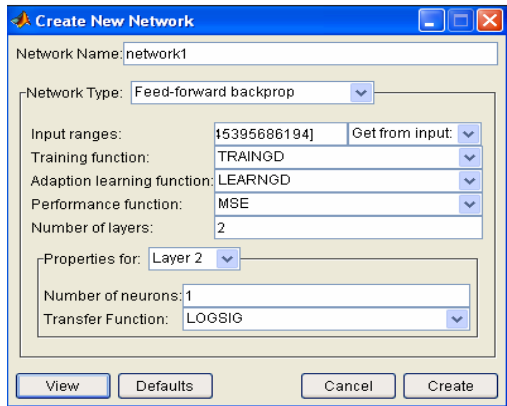 Create New Network
Network Name: network1
Network Type: Feed-forward backprop
Input ranges: 45395686194] Get from input:
Training function: TRAINGD
Adaption learning function: LEARNGD
Performance function: MSE
Number of layers: 2
Properties for: Layer 2
Number of neurons: 1
Transfer Function: LOGSIG
View Defaults Cancel Create